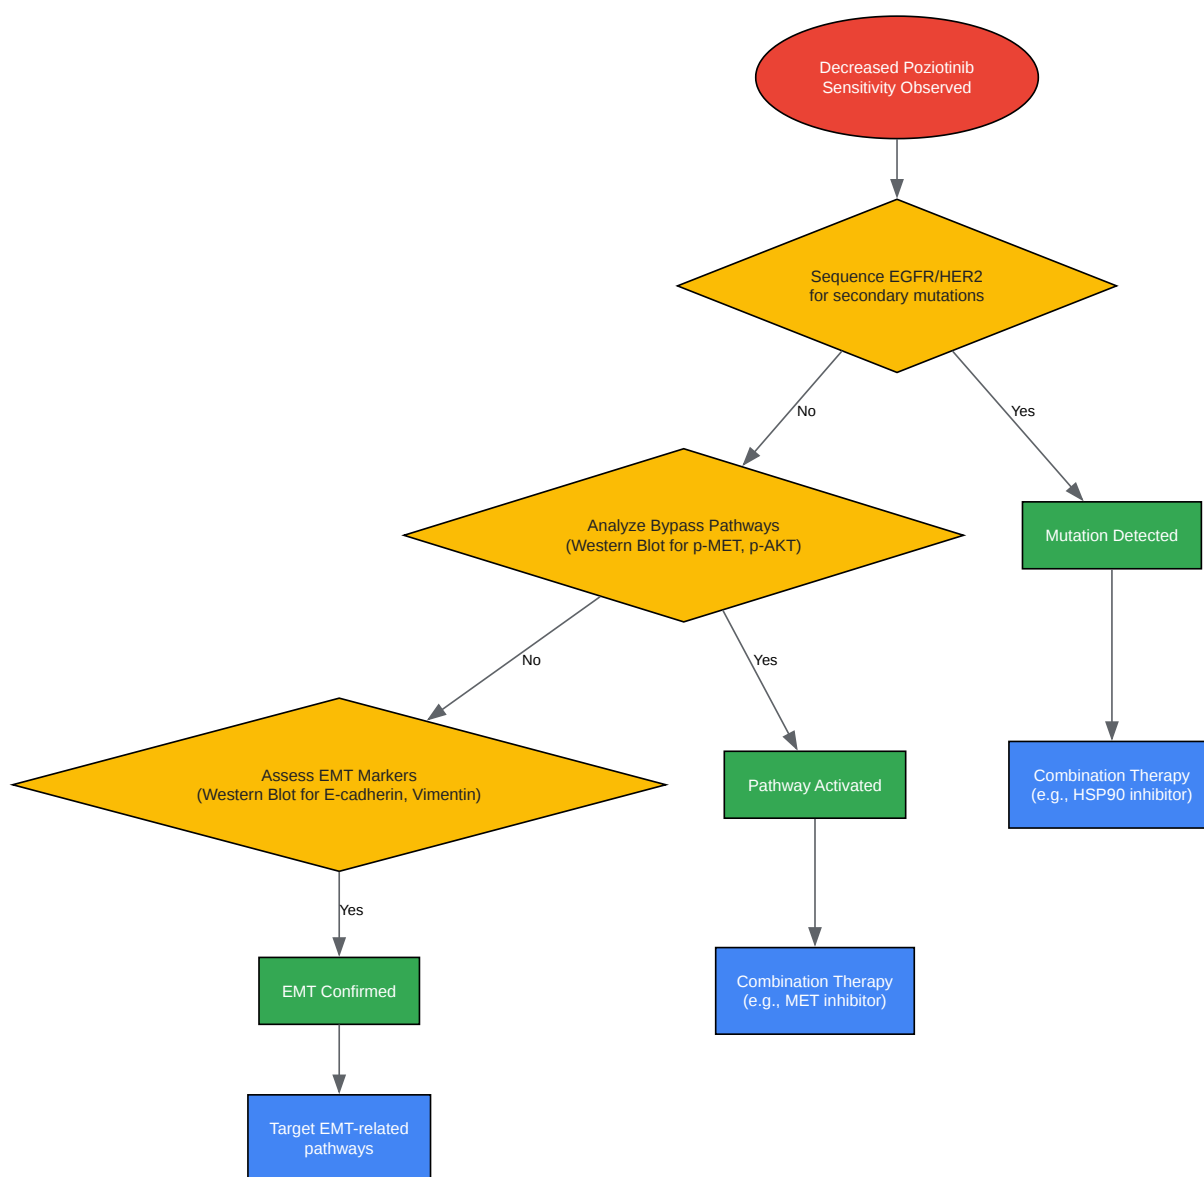 Decreased Poziotinib
Sensitivity Observed
Sequence EGFR/HER2
for secondary mutations
No
Yes
Analyze Bypass Pathways
(Western Blot for p-MET, p-AKT)
Mutation Detected
No
Yes
Assess EMT Markers
(Western Blot for E-cadherin, Vimentin)
Pathway Activated
Combination Therapy
(e.g., HSP90 inhibitor)
Yes
EMT Confirmed
Combination Therapy
(e.g., MET inhibitor)
Target EMT-related
pathways